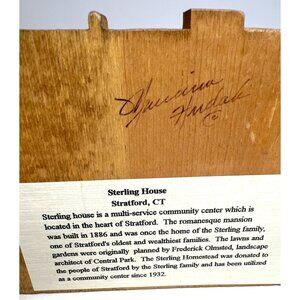 Sterling House
Stratford, CT
Sterling house is a multi-service community center which is
located in the heart of Stratford. The romanesque mansion
was built in 1886 and was once the home of the Sterling family,
one of Stratford's oldest and wealthiest families. The lawns and
gardens were originally planned by Frederick Olmsted, landscape
architect of Central Park. The Sterling Homestead was donated to
the people of Stratford by the Sterling family and has been utilized
as a community center since 1932.